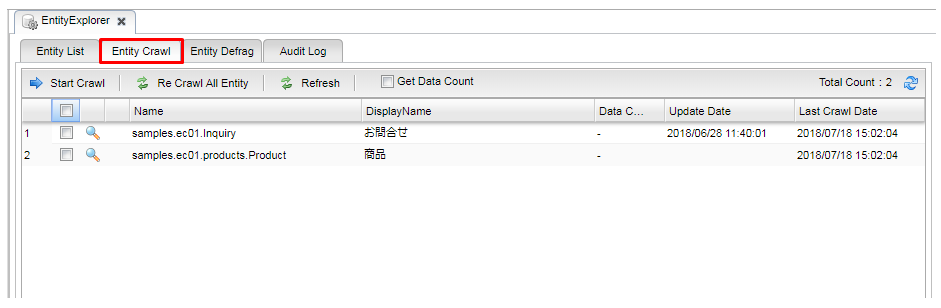 EntityExplorer
Entity List Entity Crawl Entity Defrag Audit Log
Start Crawl Re Crawl All Entity Refresh Get Data Count Total Count : 2
Name DisplayName Data C... Update Date Last Crawl Date
1 samples.ec01.Inquiry お問合せ - 2018/06/28 11:40:01 2018/07/18 15:02:04
2 samples.ec01.products.Product 商品 - 2018/07/18 15:02:04